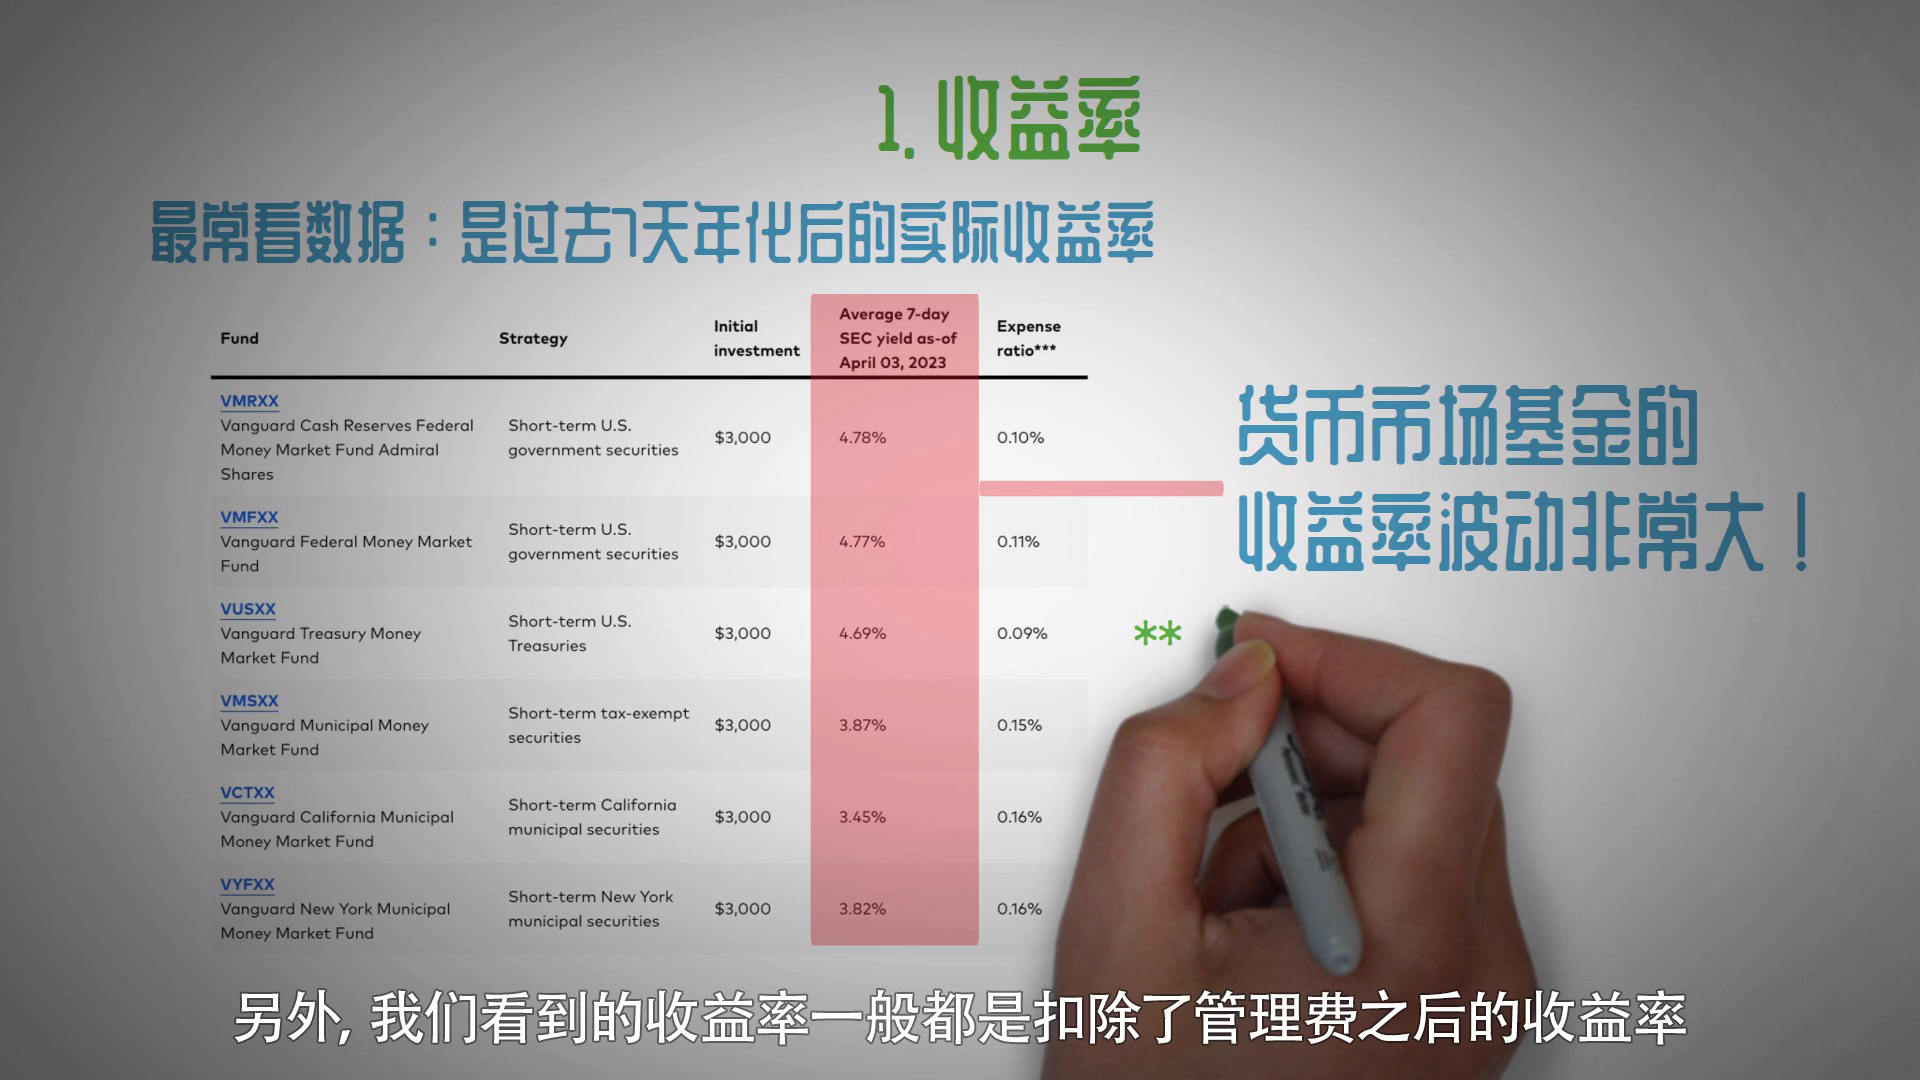 1. 收益率
最常看数据：是过去7天年化后的实际收益率
Fund
Strategy
Initial
investment
Average 7-day
SEC yield as-of
April 03, 2023
Expense
ratio***
VMRXX
Vanguard Cash Reserves Federal
Money Market Fund Admiral
Shares
Short-term U.S.
government securities
$3,000
4.78%
0.10%
VMFXX
Vanguard Federal Money Market
Fund
Short-term U.S.
government securities
$3,000
4.77%
0.11%
VUSXX
Vanguard Treasury Money
Market Fund
Short-term U.S.
Treasuries
$3,000
4.69%
0.09%
VMSXX
Vanguard Municipal Money
Market Fund
Short-term tax-exempt
securities
$3,000
3.87%
0.15%
VCTXX
Vanguard California Municipal
Money Market Fund
Short-term California
municipal securities
$3,000
3.45%
0.16%
VYFXX
Vanguard New York Municipal
Money Market Fund
Short-term New York
municipal securities
$3,000
3.82%
0.16%
货币市场基金的
收益率波动非常大！
**
另外, 我们看到的收益率一般都是扣除了管理费之后的收益率